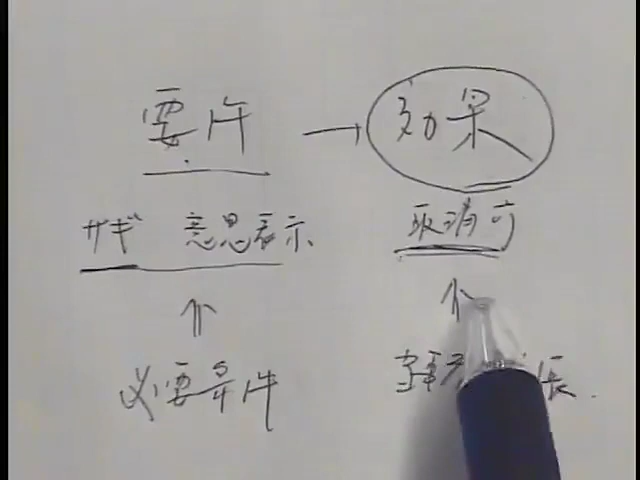 要件 → 効果
サギ 意思表示 取消可
⇑ ↑
必要条件